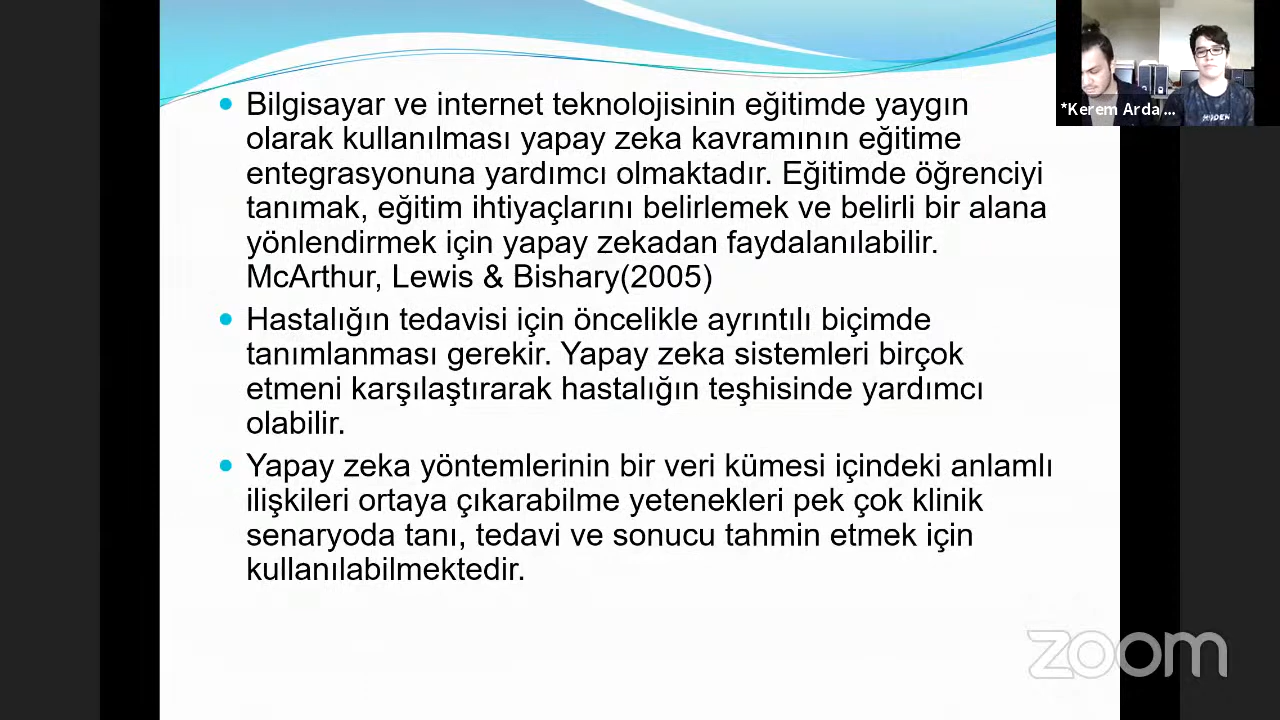 Bilgisayar ve internet teknolojisinin eğitimde yaygın
olarak kullanılması yapay zeka kavramının eğitime
entegrasyonuna yardımcı olmaktadır. Eğitimde öğrenciyi
tanımak, eğitim ihtiyaçlarını belirlemek ve belirli bir alana
yönlendirmek için yapay zekadan faydalanılabilir.
McArthur, Lewis & Bishary(2005)
Hastalığın tedavisi için öncelikle ayrıntılı biçimde
tanımlanması gerekir. Yapay zeka sistemleri birçok
etmeni karşılaştırarak hastalığın teşhisinde yardımcı
olabilir.
Yapay zeka yöntemlerinin bir veri kümesi içindeki anlamlı
ilişkileri ortaya çıkarabilme yetenekleri pek çok klinik
senaryoda tanı, tedavi ve sonucu tahmin etmek için
kullanılabilmektedir.
*Kerem Arda ...
zoom